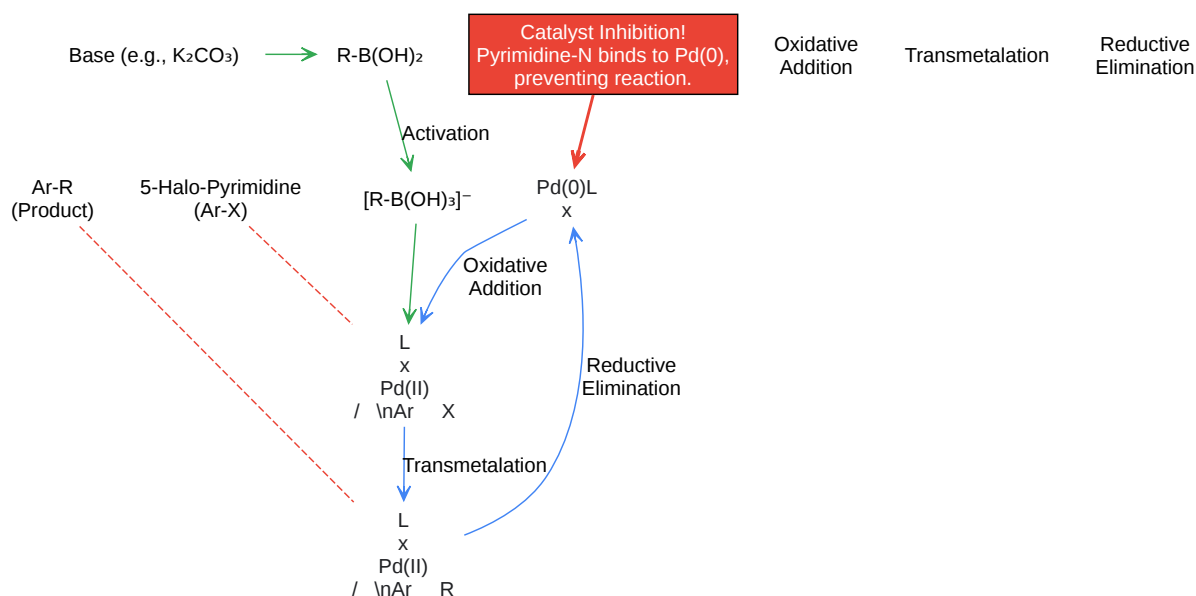 Base (e.g., K₂CO₃)
R-B(OH)₂
Catalyst Inhibition!
Pyrimidine-N binds to Pd(0),
preventing reaction.
Oxidative
Addition
Transmetalation
Reductive
Elimination
Activation
Ar-R
(Product)
5-Halo-Pyrimidine
(Ar-X)
[R-B(OH)₃]⁻
Pd(0)L
x
Oxidative
Addition
L
x
Pd(II)
/ \nAr X
Reductive
Elimination
Transmetalation
L
x
Pd(II)
/ \nAr R